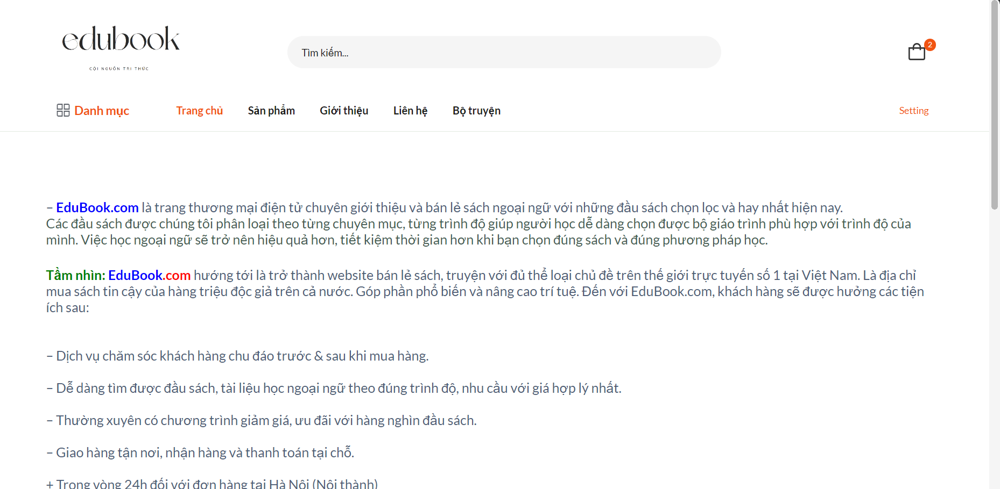 edubook
CỘI NGUỒN TRI THỨC
Tìm kiếm...
2
Danh mục
Trang chủ
Sản phẩm
Giới thiệu
Liên hệ
Bộ truyện
Setting
– EduBook.com là trang thương mại điện tử chuyên giới thiệu và bán lẻ sách ngoại ngữ với những đầu sách chọn lọc và hay nhất hiện nay.
Các đầu sách được chúng tôi phân loại theo từng chuyên mục, từng trình độ giúp người học dễ dàng chọn được bộ giáo trình phù hợp với trình độ của
mình. Việc học ngoại ngữ sẽ trở nên hiệu quả hơn, tiết kiệm thời gian hơn khi bạn chọn đúng sách và đúng phương pháp học.
Tầm nhìn: EduBook.com hướng tới là trở thành website bán lẻ sách, truyện với đủ thể loại chủ đề trên thế giới trực tuyến số 1 tại Việt Nam. Là địa chỉ
mua sách tin cậy của hàng triệu độc giả trên cả nước. Góp phần phổ biến và nâng cao trí tuệ. Đến với EduBook.com, khách hàng sẽ được hưởng các tiện
ích sau:
– Dịch vụ chăm sóc khách hàng chu đáo trước & sau khi mua hàng.
– Dễ dàng tìm được đầu sách, tài liệu học ngoại ngữ theo đúng trình độ, nhu cầu với giá hợp lý nhất.
– Thường xuyên có chương trình giảm giá, ưu đãi với hàng nghìn đầu sách.
– Giao hàng tận nơi, nhận hàng và thanh toán tại chỗ.
+ Trong vòng 24h đối với đơn hàng tại Hà Nội (Nội thành)